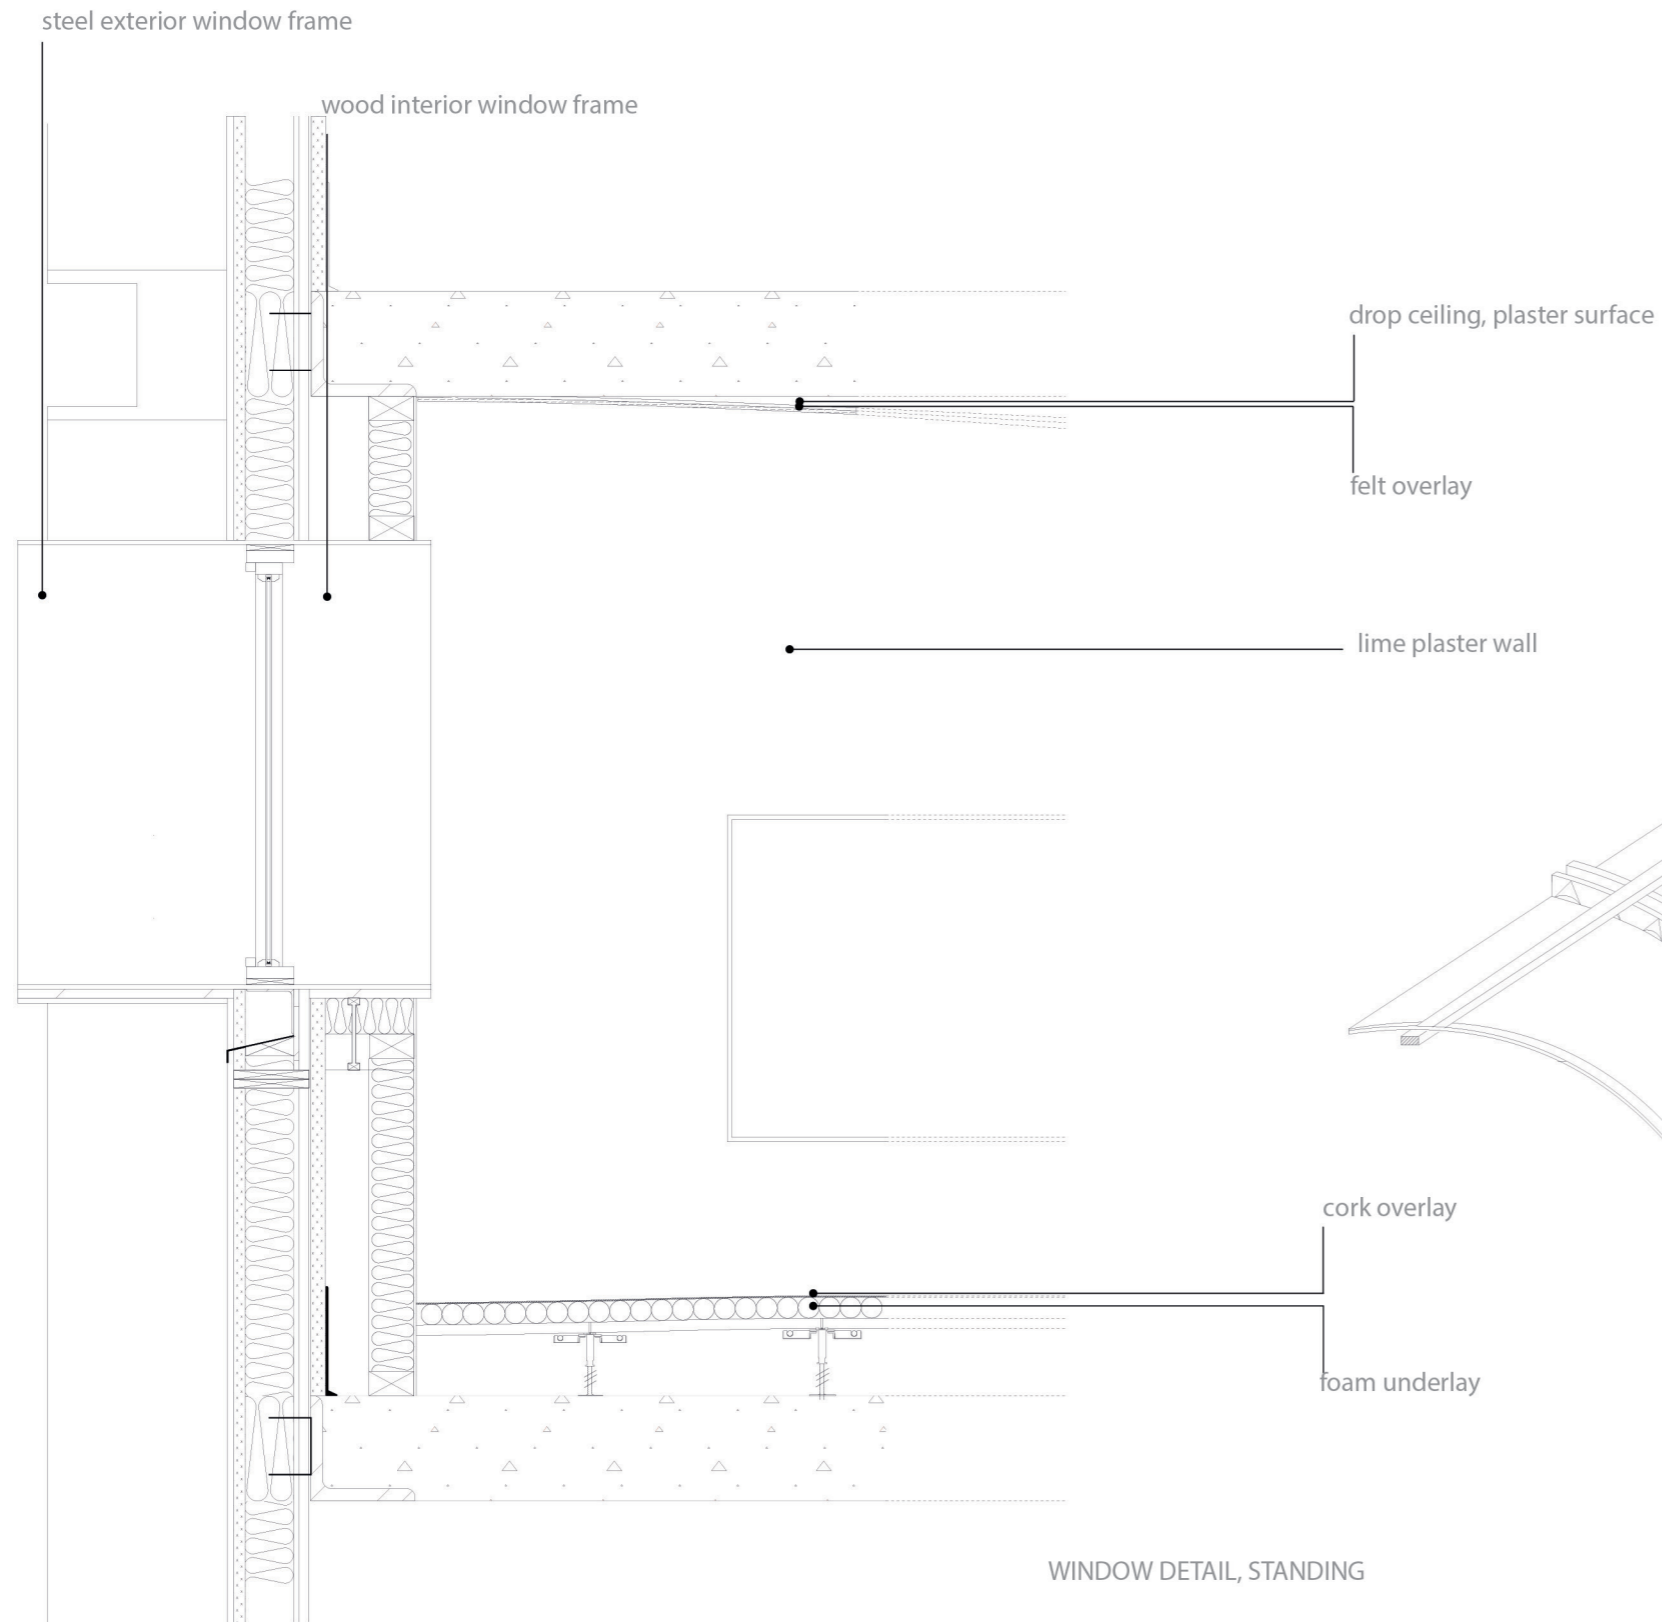 steel exterior window frame
wood interior window frame
drop ceiling, plaster surface
felt overlay
lime plaster wall
cork overlay
foam underlay
WINDOW DETAIL, STANDING